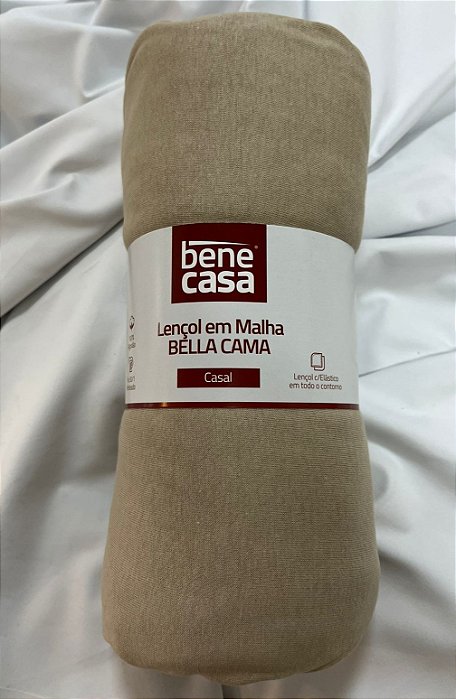 bene
casa
Lençol em Malha
BELLA CAMA
Casal
Lençol c/Elástico
em todo o contorno